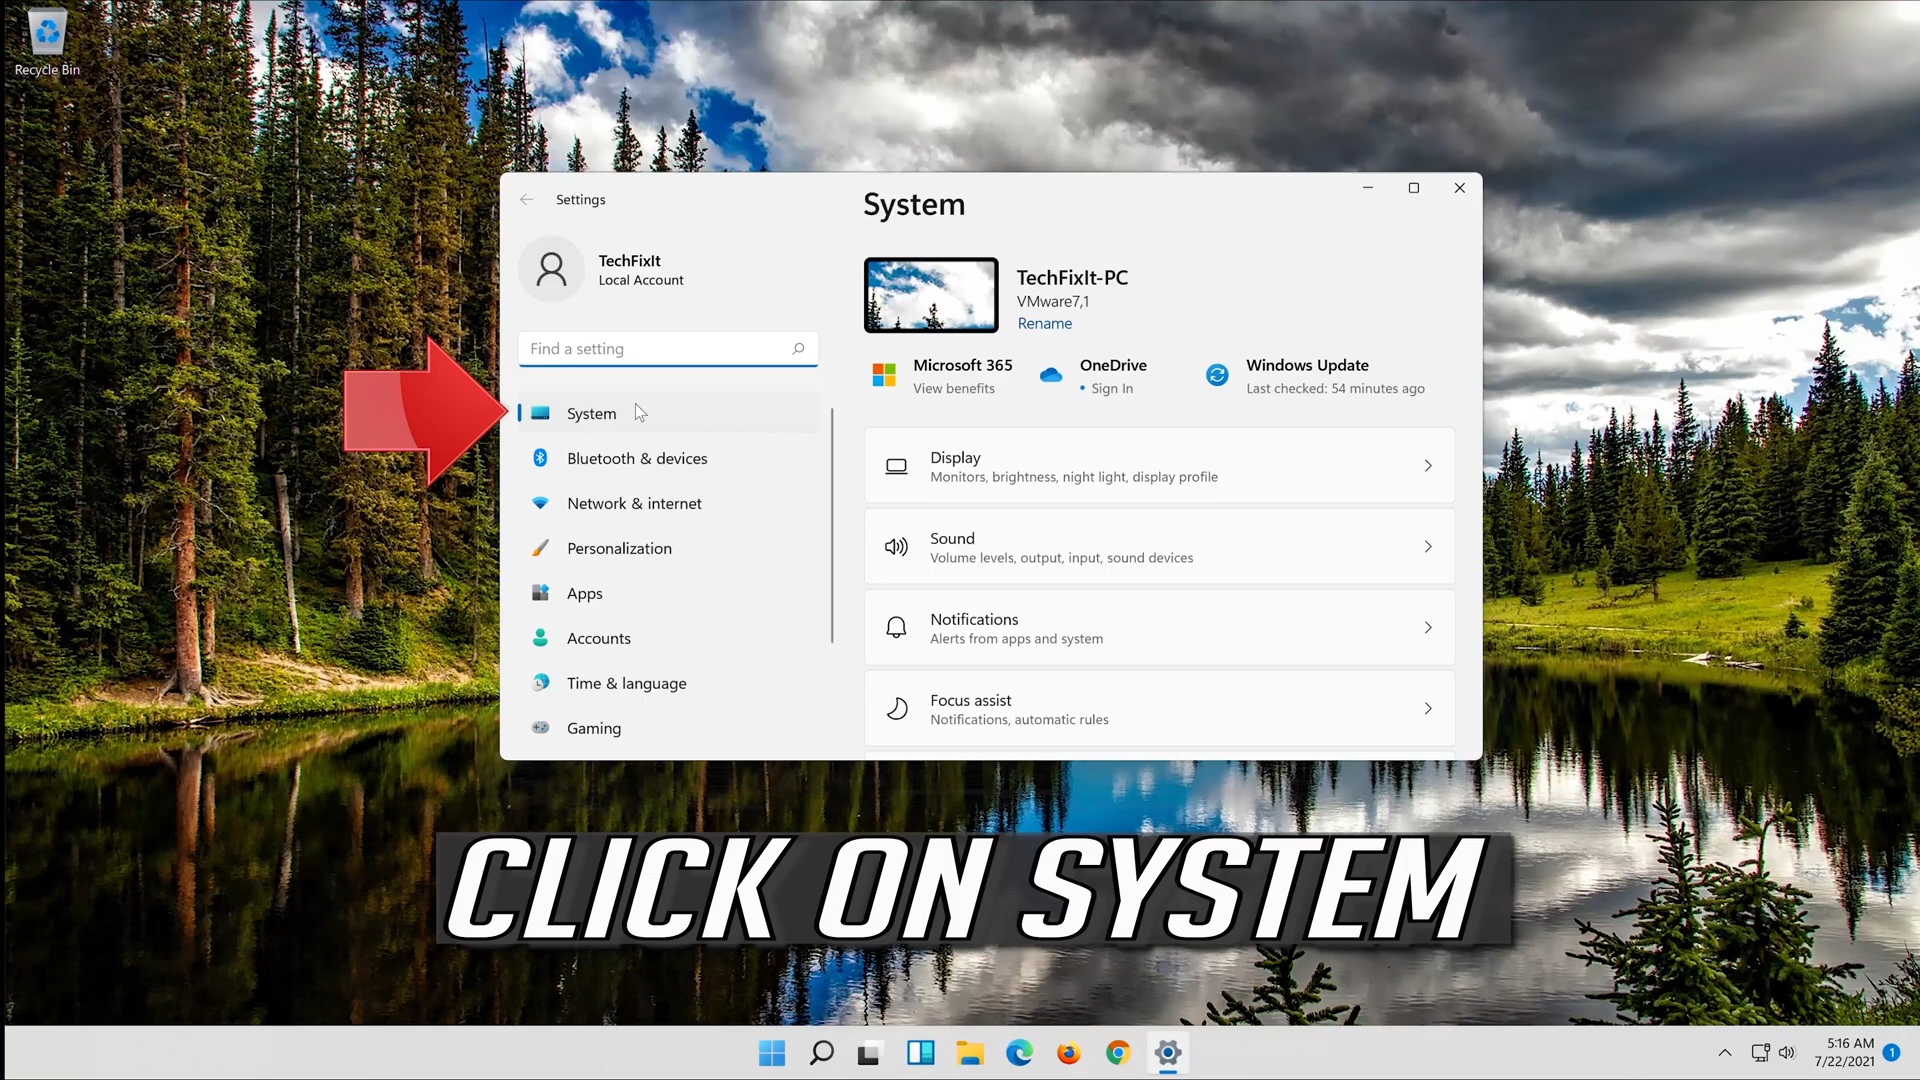 Recycle Bin
Settings
System
TechFixIt
Local Account
TechFixIt-PC
VMware7,1
Rename
Find a setting
Microsoft 365
View benefits
OneDrive
• Sign In
Windows Update
Last checked: 54 minutes ago
System
Bluetooth & devices
Network & internet
Personalization
Apps
Accounts
Time & language
Gaming
Display
Monitors, brightness, night light, display profile
Sound
Volume levels, output, input, sound devices
Notifications
Alerts from apps and system
Focus assist
Notifications, automatic rules
CLICK ON SYSTEM
5:16 AM
7/22/2021
1